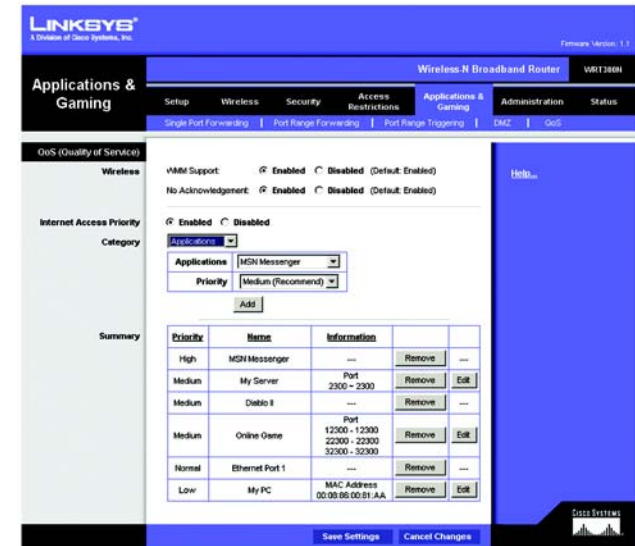 LINKSYS®
A Division of Cisco Systems, Inc.
Firmware Version: 1.1
Wireless-N Broadband Router WRT300N
Applications & Gaming
Setup Wireless Security Access Restrictions Applications & Gaming Administration Status
Single Port Forwarding | Port Range Forwarding | Port Range Triggering | DMZ | QoS
QoS (Quality of Service)
Wireless
WMM Support: Enabled Disabled (Default: Enabled)
Help...
No Acknowledgement: Enabled Disabled (Default: Enabled)
Internet Access Priority
Enabled Disabled
Category
Applications
Applications MSN Messenger
Priority Medium (Recommend)
Add
Summary
Priority Name Information
High MSN Messenger --- Remove ---
Medium My Server Port 2300 ~ 2300 Remove Edit
Medium Diablo II --- Remove ---
Medium Online Game Port 12300 - 12300 22300 - 22300 32300 - 32300 Remove Edit
Normal Ethernet Port 1 --- Remove ---
Low My PC MAC Address 00:08:86:00:81:AA Remove Edit
CISCO SYSTEMS
Save Settings Cancel Changes